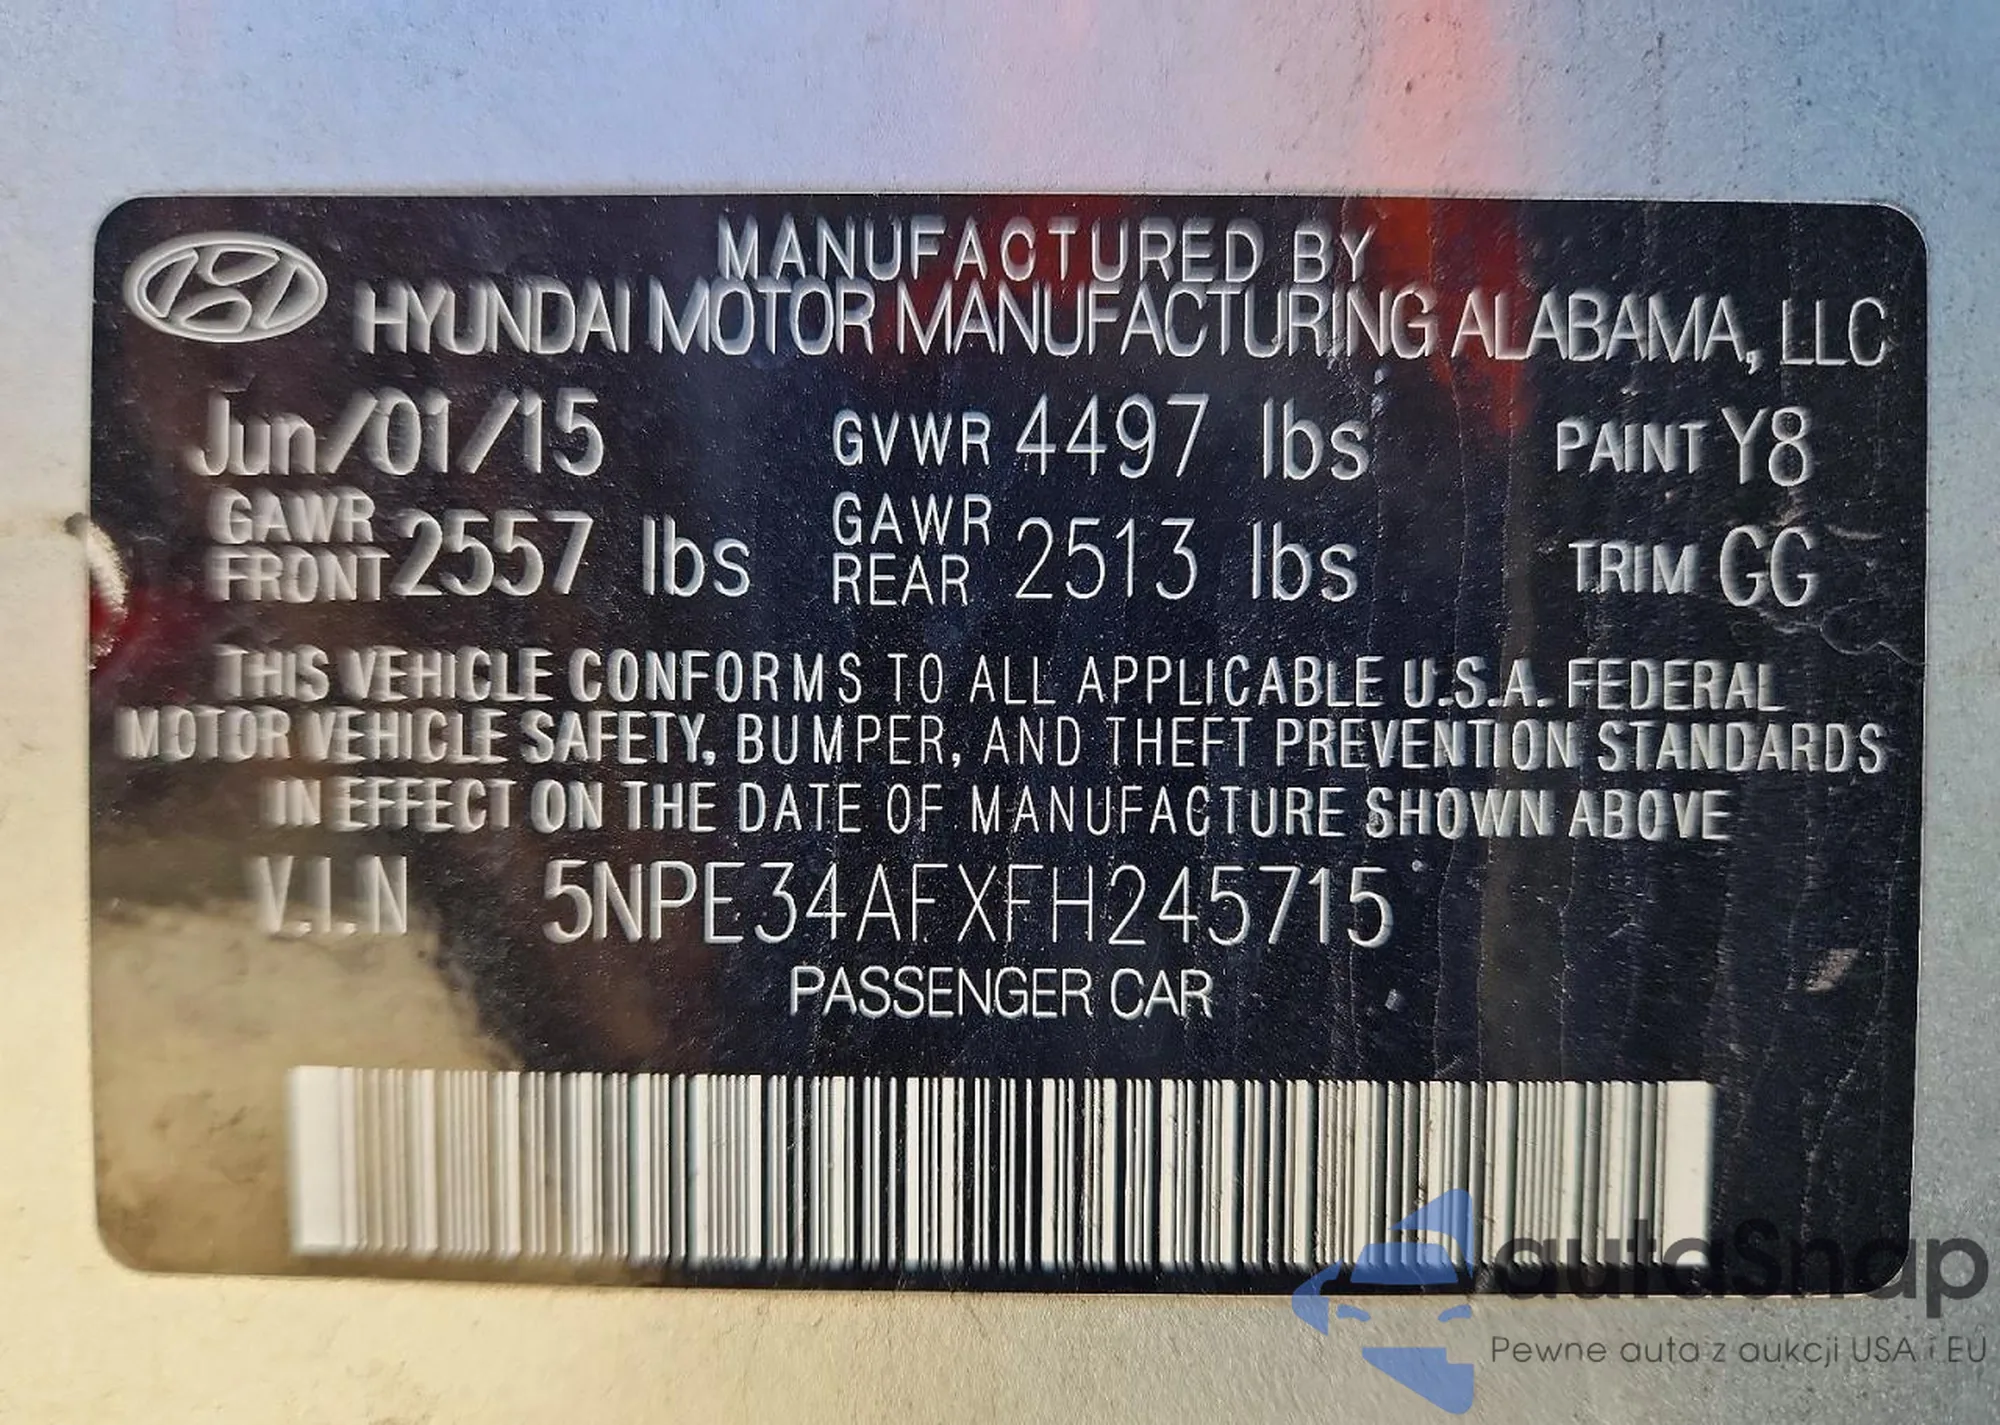 MANUFACTURED BY
HYUNDAI MOTOR MANUFACTURING ALABAMA, LLC
Jun/01/15 GVWR 4497 lbs PAINT Y8
GAWR FRONT 2557 lbs GAWR REAR 2513 lbs TRIM GG
THIS VEHICLE CONFORMS TO ALL APPLICABLE U.S.A. FEDERAL
MOTOR VEHICLE SAFETY, BUMPER, AND THEFT PREVENTION STANDARDS
IN EFFECT ON THE DATE OF MANUFACTURE SHOWN ABOVE
V.I.N 5NPE34AFXFH245715
PASSENGER CAR
autaSnap
Pewne auta z aukcji USA i EU